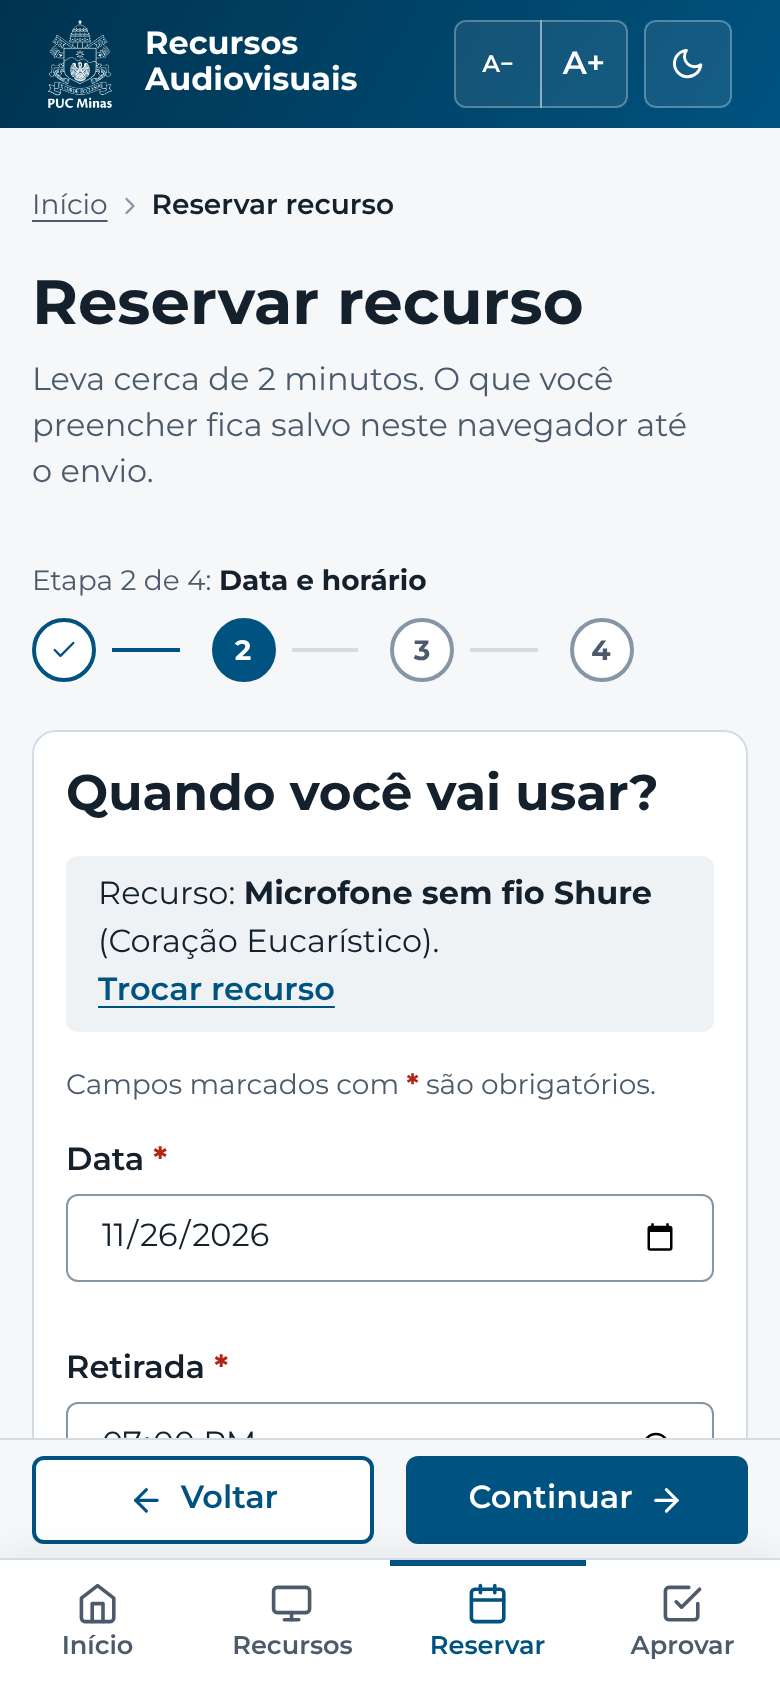 PUC Minas
Recursos
Audiovisuais
A−
A+
Início
Reservar recurso
Reservar recurso
Leva cerca de 2 minutos. O que você
preencher fica salvo neste navegador até
o envio.
Etapa 2 de 4: Data e horário
2
3
4
Quando você vai usar?
Recurso: Microfone sem fio Shure
(Coração Eucarístico).
Trocar recurso
Campos marcados com * são obrigatórios.
Data *
11/26/2026
Retirada *
07:00 PM
Voltar
Continuar
Início
Recursos
Reservar
Aprovar